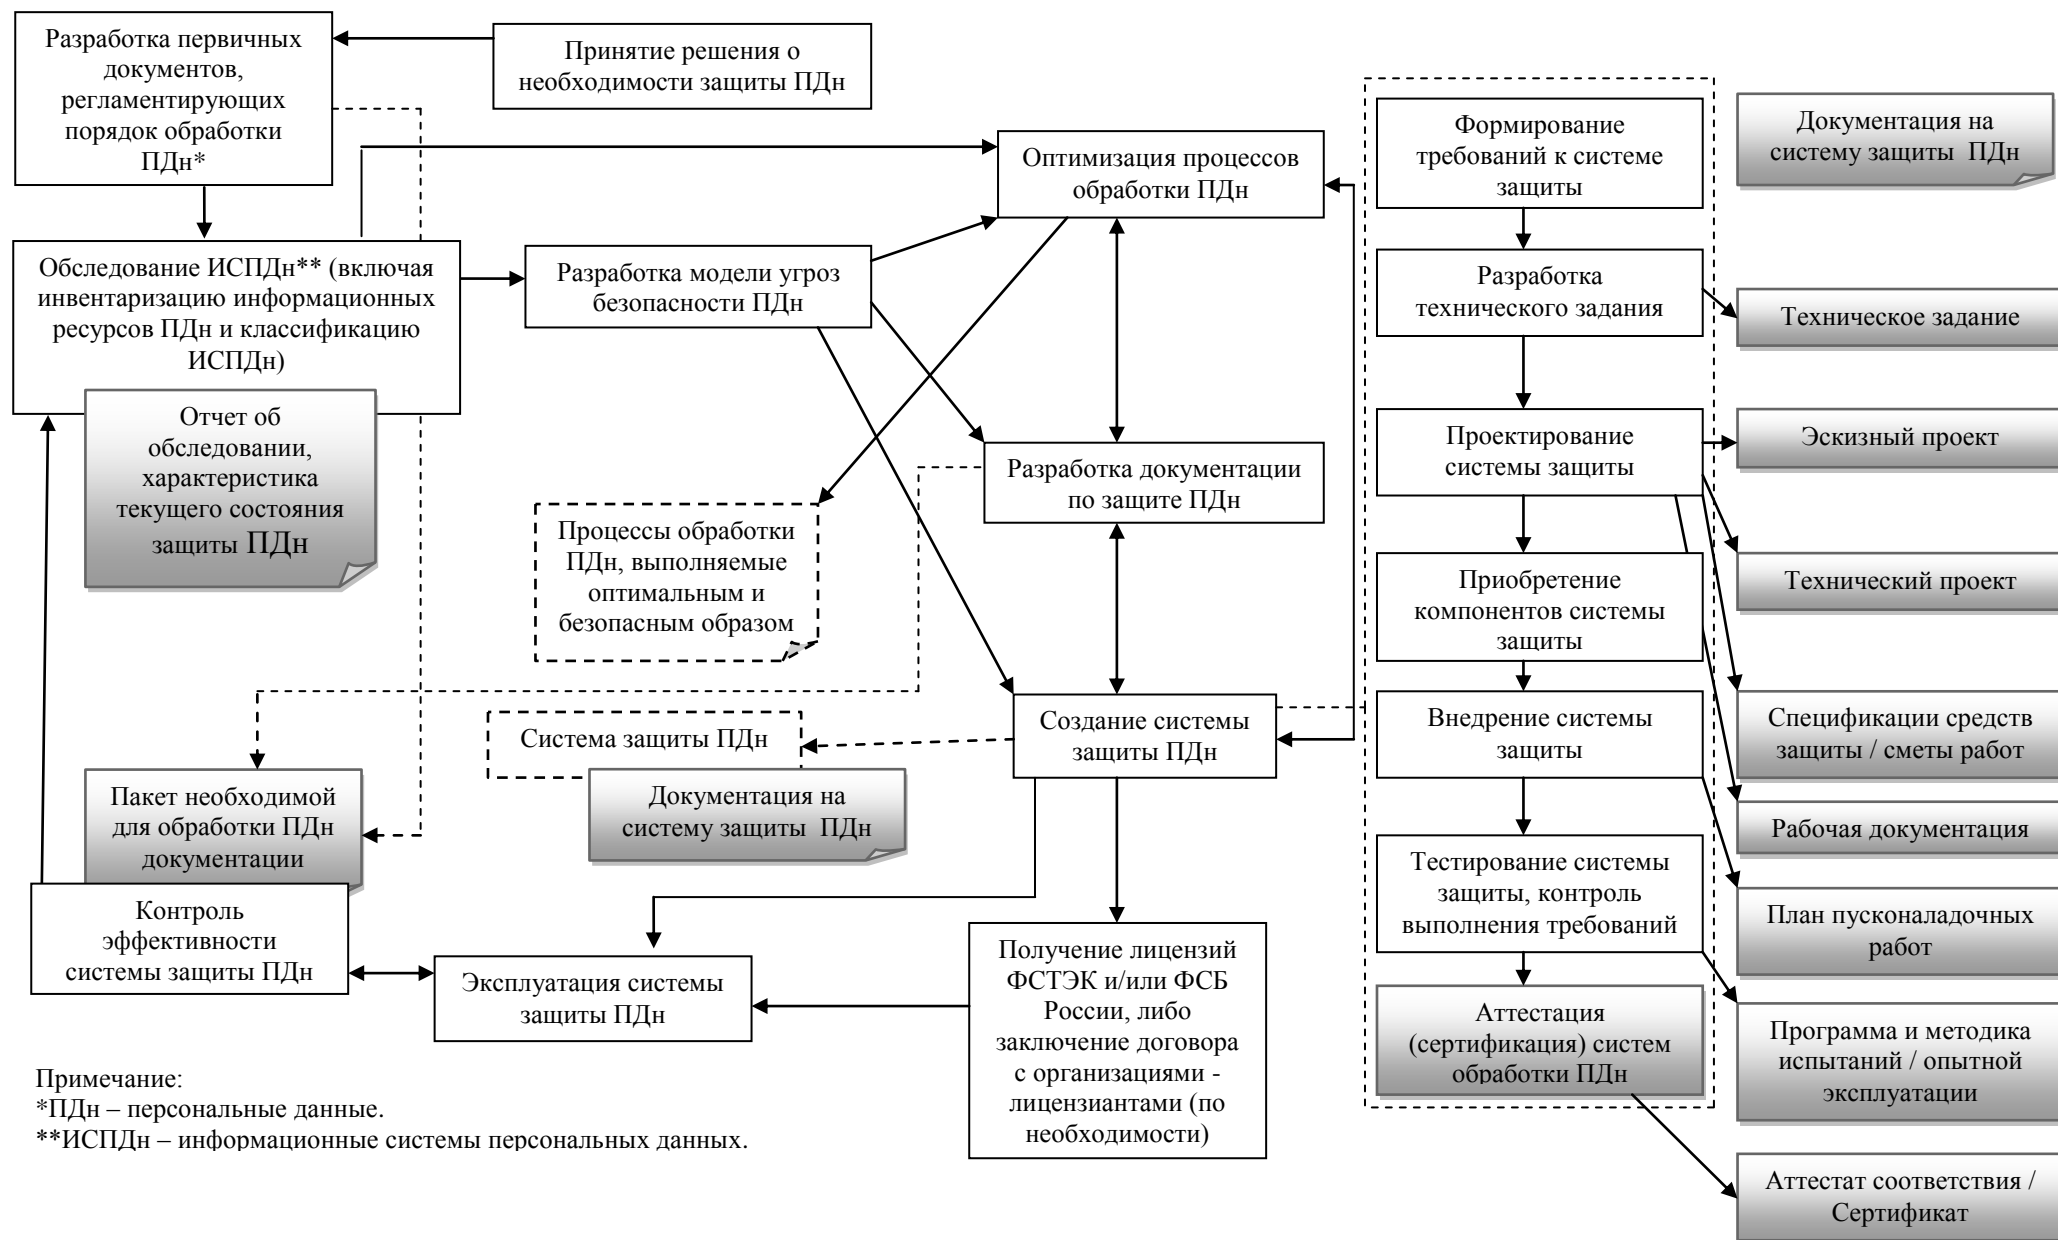 Разработка первичных
документов,
регламентирующих
порядок обработки
ПДн*
Принятие решения о
необходимости защиты ПДн
Оптимизация процессов
обработки ПДн
Обследование ИСПДн** (включая
инвентаризацию информационных
ресурсов ПДн и классификацию
ИСПДн)
Разработка модели угроз
безопасности ПДн
Отчет об
обследовании,
характеристика
текущего состояния
защиты ПДн
Разработка документации
по защите ПДн
Процессы обработки
ПДн, выполняемые
оптимальным и
безопасным образом
Система защиты ПДн
Создание системы
защиты ПДн
Документация на
систему защиты ПДн
Пакет необходимой
для обработки ПДн
документации
Контроль
эффективности
системы защиты ПДн
Эксплуатация системы
защиты ПДн
Получение лицензий
ФСТЭК и/или ФСБ
России, либо
заключение договора
с организациями -
лицензиантами (по
необходимости)
Формирование
требований к системе
защиты
Разработка
технического задания
Проектирование
системы защиты
Приобретение
компонентов системы
защиты
Внедрение системы
защиты
Тестирование системы
защиты, контроль
выполнения требований
Аттестация
(сертификация) систем
обработки ПДн
Документация на
систему защиты ПДн
Техническое задание
Эскизный проект
Технический проект
Спецификации средств
защиты / сметы работ
Рабочая документация
План пусконаладочных
работ
Программа и методика
испытаний / опытной
эксплуатации
Аттестат соответствия /
Сертификат
Примечание:
*ПДн – персональные данные.
**ИСПДн – информационные системы персональных данных.